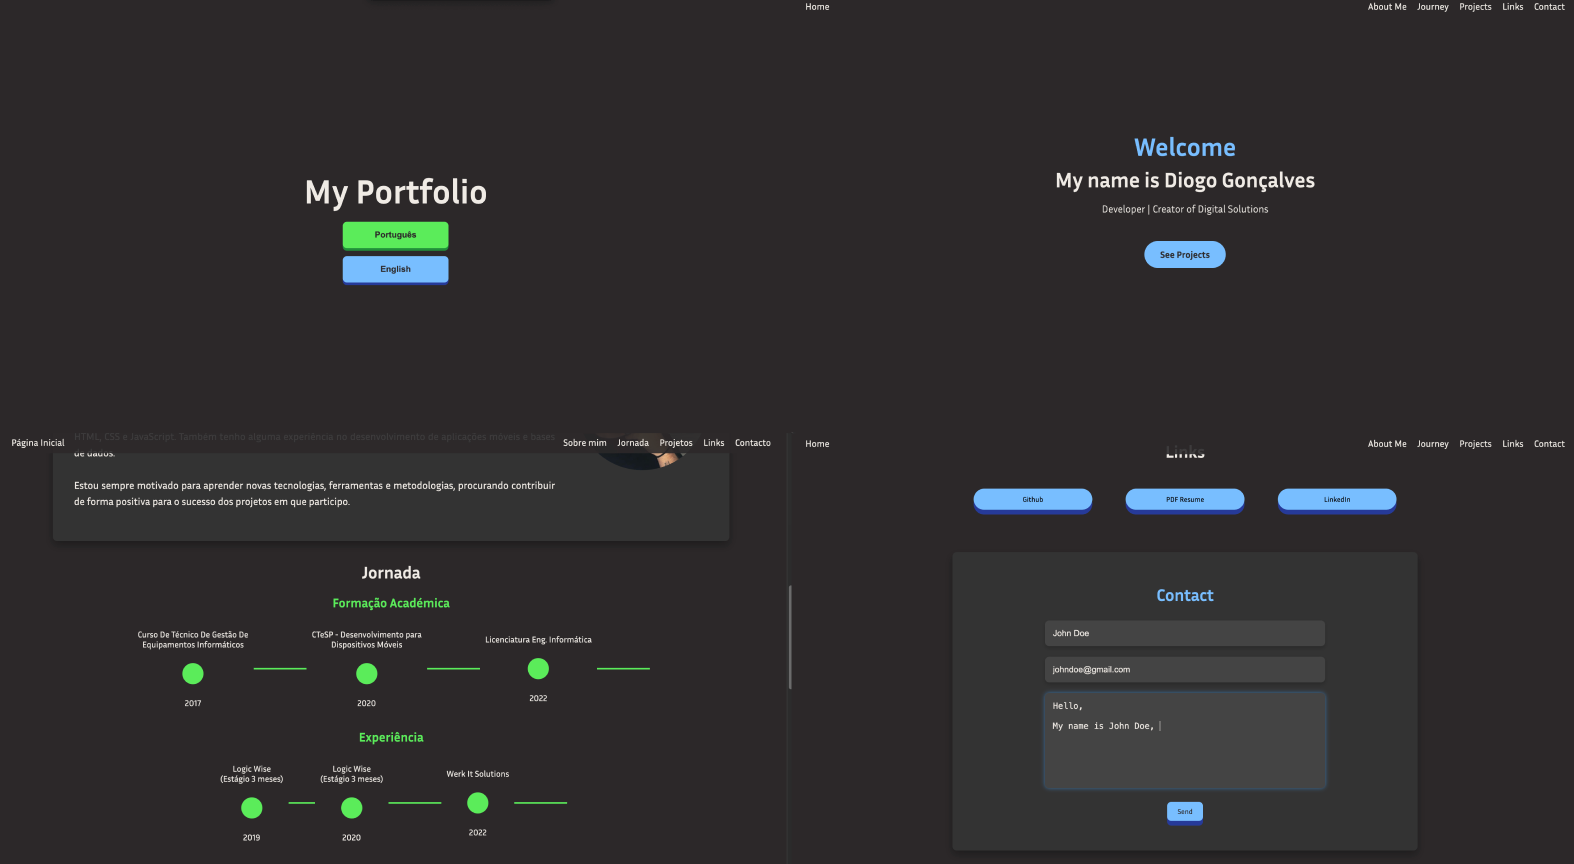 My Portfolio
Português
English
Home
About Me Journey Projects Links Contact
Welcome
My name is Diogo Gonçalves
Developer | Creator of Digital Solutions
See Projects
Página Inicial
Sobre mim Jornada Projetos Links Contacto
HTML, CSS e JavaScript. Também tenho alguma experiência no desenvolvimento de aplicações móveis e bases
de dados.
Estou sempre motivado para aprender novas tecnologias, ferramentas e metodologias, procurando contribuir
de forma positiva para o sucesso dos projetos em que participo.
Jornada
Formação Académica
Curso De Técnico De Gestão De
Equipamentos Informáticos
2017
CTeSP - Desenvolvimento para
Dispositivos Móveis
2020
Licenciatura Eng. Informática
2022
Experiência
Logic Wise
(Estágio 3 meses)
2019
Logic Wise
(Estágio 3 meses)
2020
Werk It Solutions
2022
Home
About Me Journey Projects Links Contact
Links
Github
PDF Resume
LinkedIn
Contact
John Doe
johndoe@gmail.com
Hello,
My name is John Doe,
Send